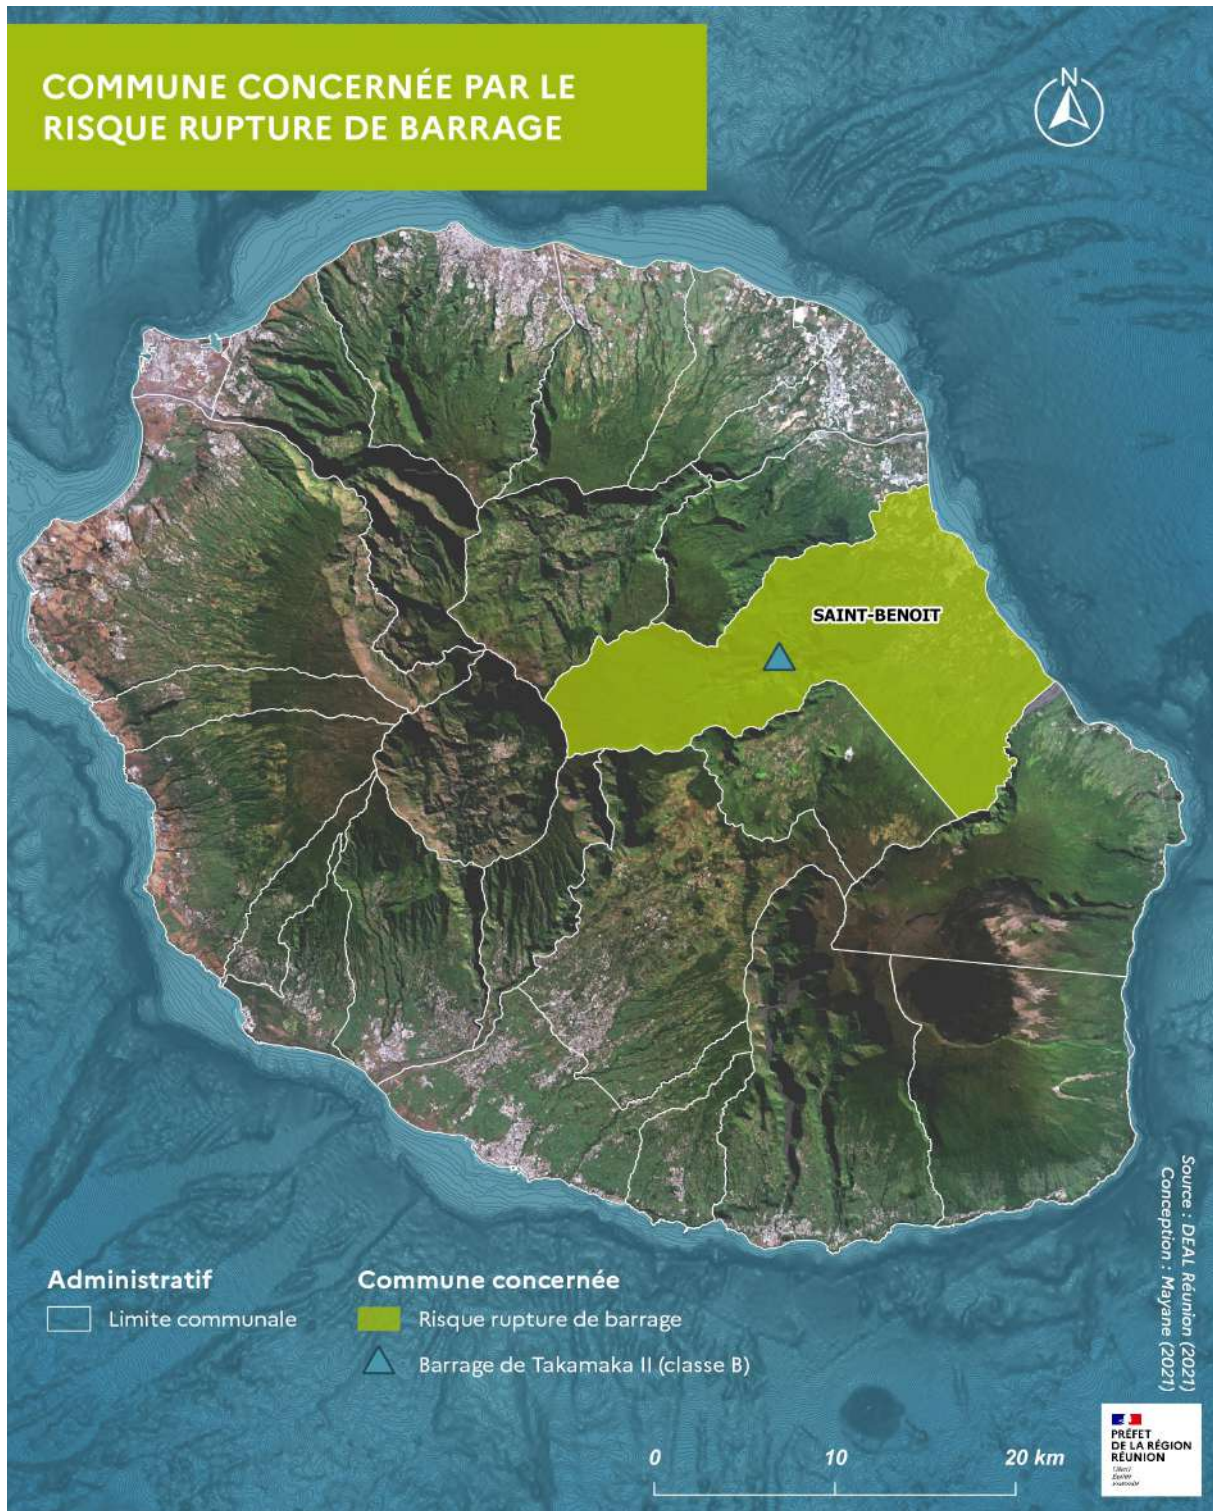 COMMUNE CONCERNÉE PAR LE
RISQUE RUPTURE DE BARRAGE
N
SAINT-BENOIT
Administratif
Limite communale
Commune concernée
Risque rupture de barrage
Barrage de Takamaka II (classe B)
Source : DEAL Réunion (2021)
Conception : Mayane (2021)
0 10 20 km
PRÉFET
DE LA RÉGION
RÉUNION